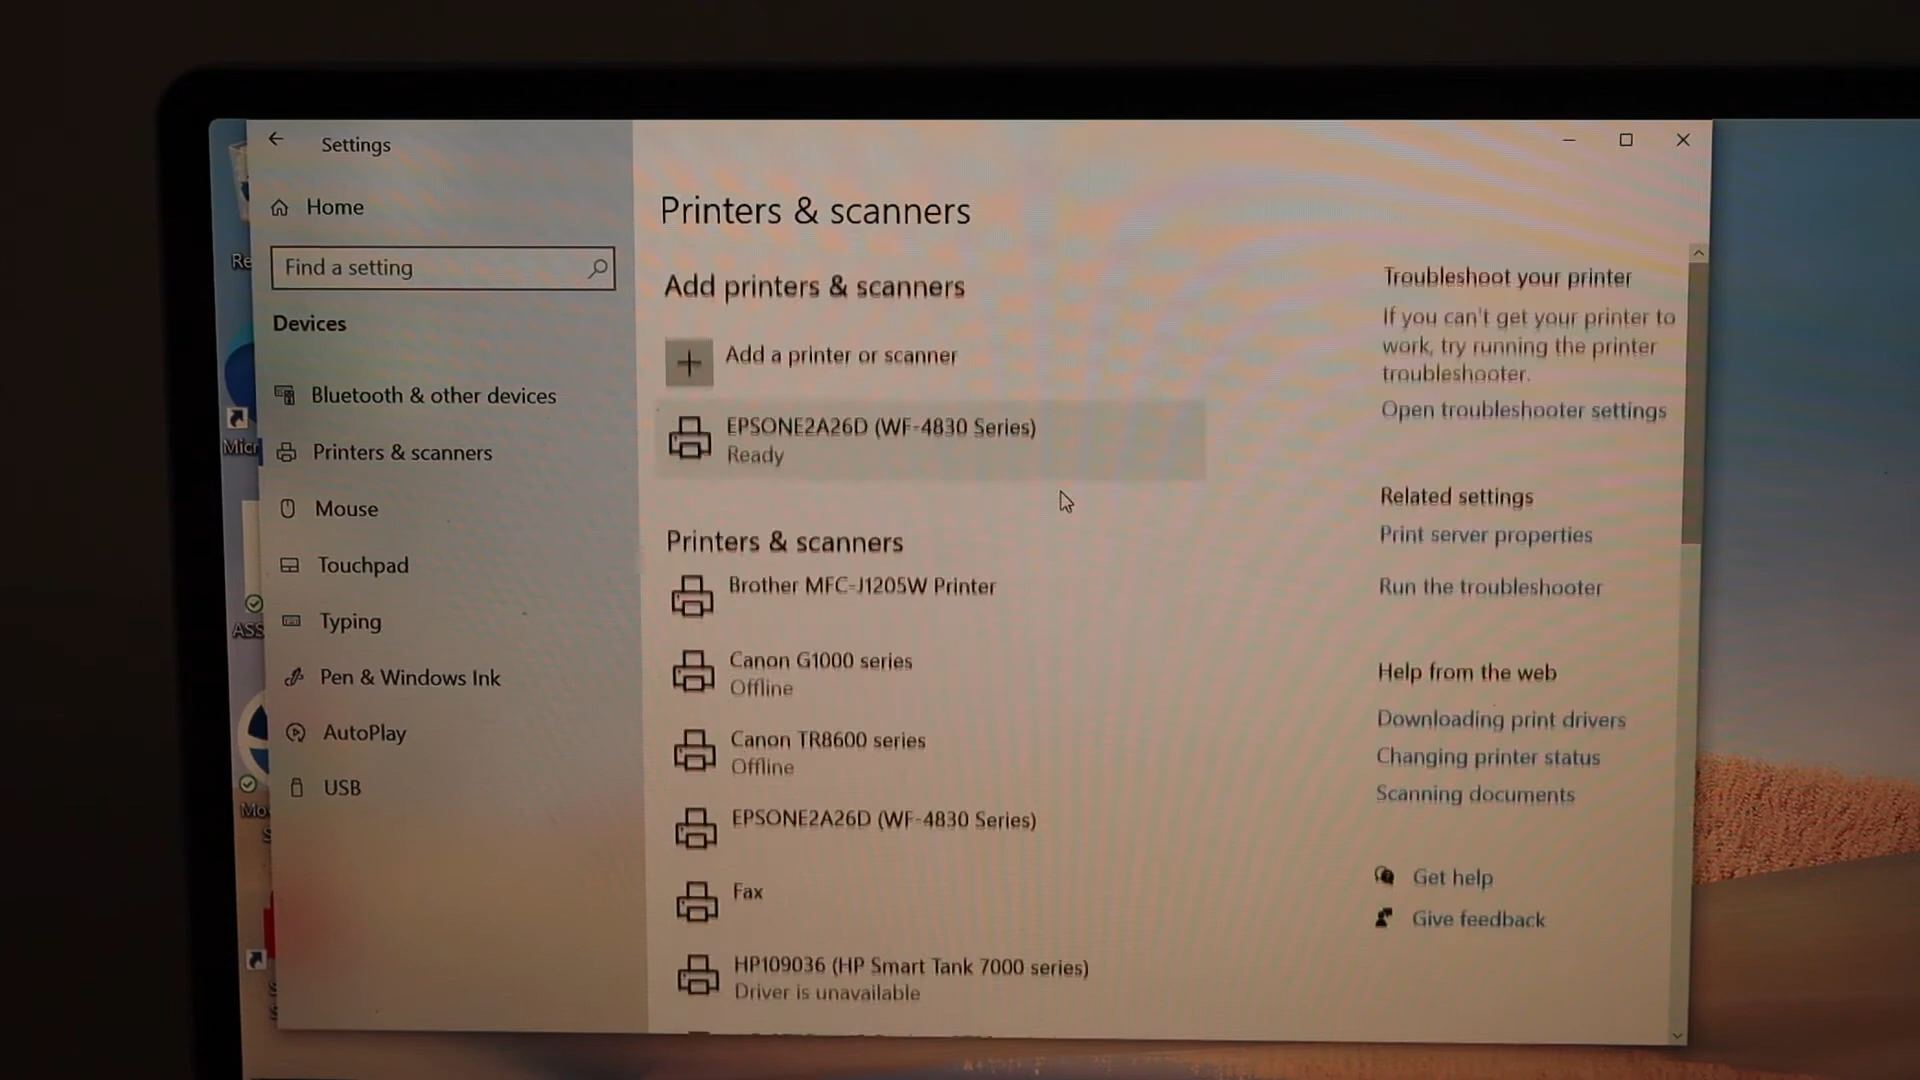 Settings
Home
Find a setting
Devices
Bluetooth & other devices
Printers & scanners
Mouse
Touchpad
Typing
Pen & Windows Ink
AutoPlay
USB
Printers & scanners
Add printers & scanners
Add a printer or scanner
EPSONE2A26D (WF-4830 Series)
Ready
Printers & scanners
Brother MFC-J1205W Printer
Canon G1000 series
Offline
Canon TR8600 series
Offline
EPSONE2A26D (WF-4830 Series)
Fax
HP109036 (HP Smart Tank 7000 series)
Driver is unavailable
Troubleshoot your printer
If you can't get your printer to
work, try running the printer
troubleshooter.
Open troubleshooter settings
Related settings
Print server properties
Run the troubleshooter
Help from the web
Downloading print drivers
Changing printer status
Scanning documents
Get help
Give feedback
Re
Micr
ASS
Mo